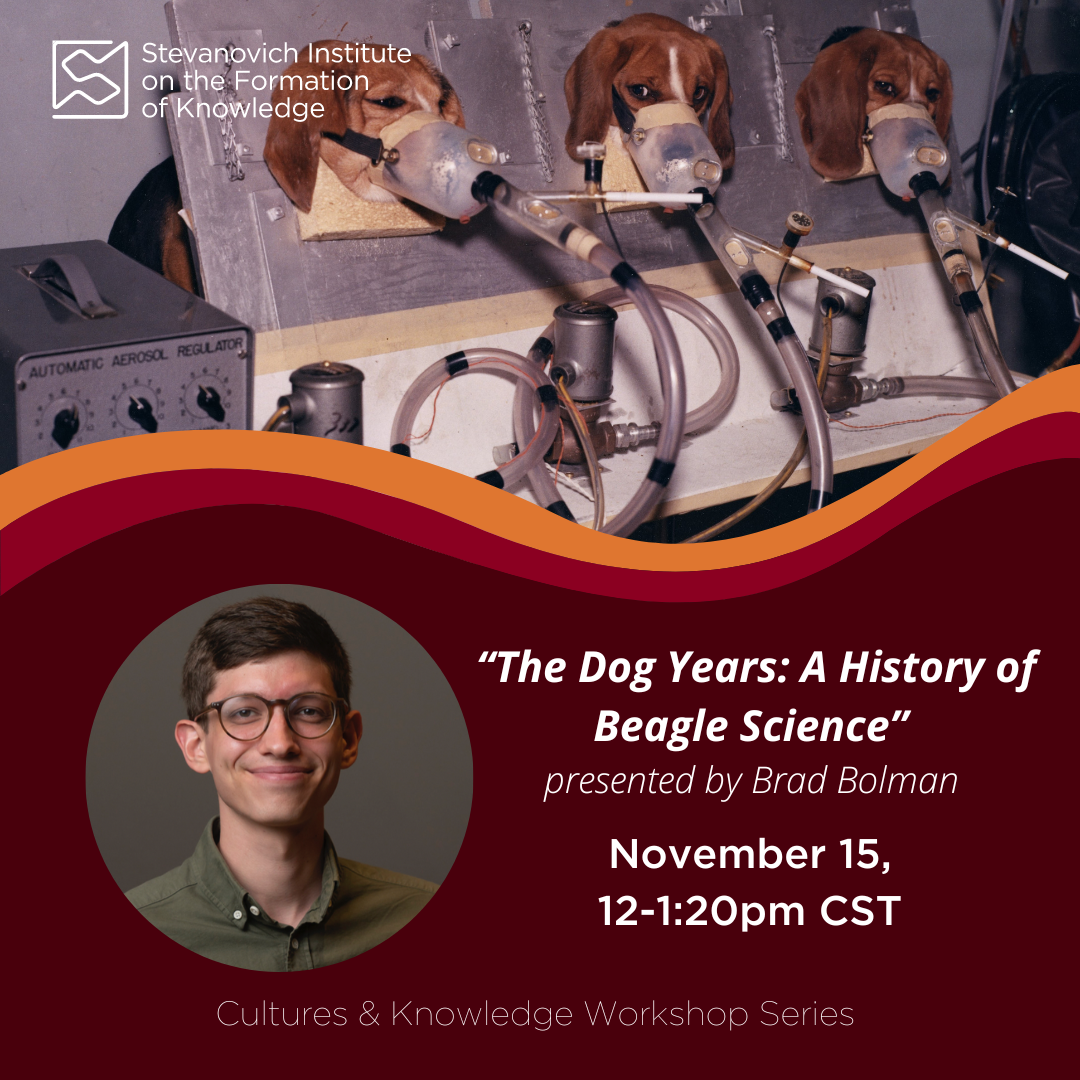 Stevanovich Institute
on the Formation
of Knowledge
AUTOMATIC AEROSOL REGULATOR
“The Dog Years: A History of
Beagle Science”
presented by Brad Bolman
November 15,
12-1:20pm CST
Cultures & Knowledge Workshop Series